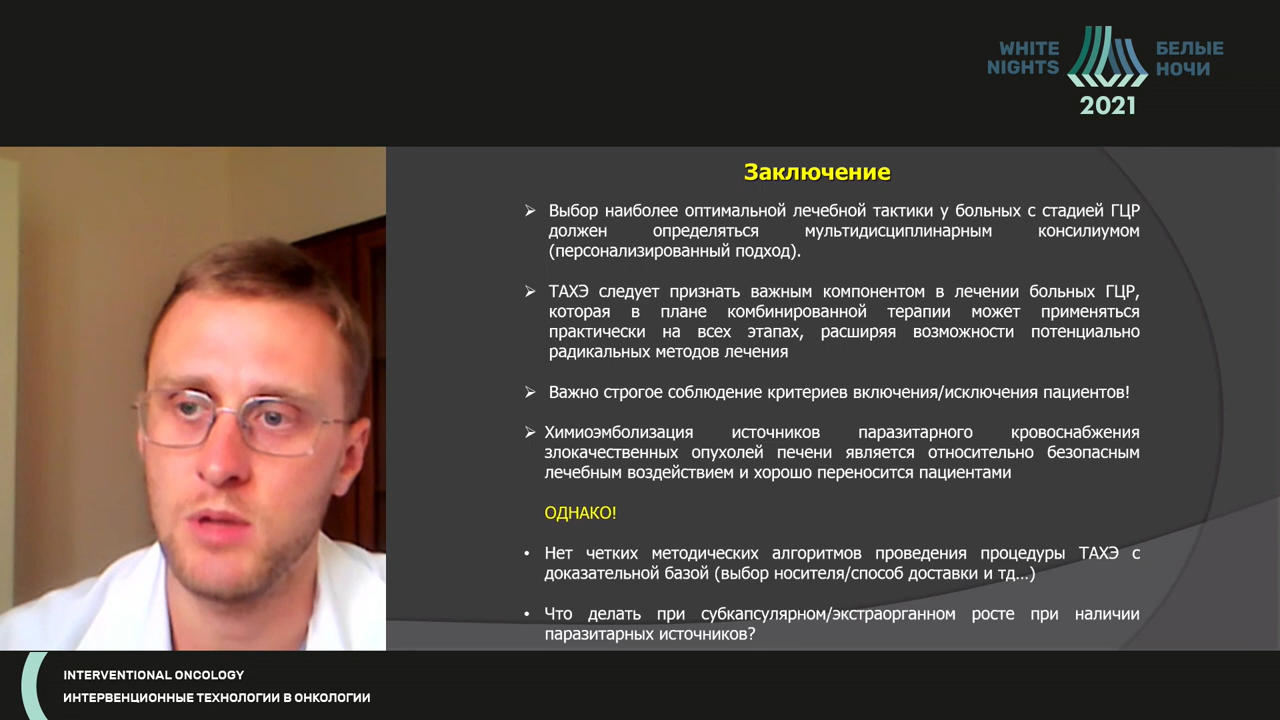 WHITE
NIGHTS
БЕЛЫЕ
НОЧИ
2021
Заключение
➢ Выбор наиболее оптимальной лечебной тактики у больных с стадией ГЦР
должен определяться мультидисциплинарным консилиумом
(персонализированный подход).
➢ ТАХЭ следует признать важным компонентом в лечении больных ГЦР,
которая в плане комбинированной терапии может применяться
практически на всех этапах, расширяя возможности потенциально
радикальных методов лечения
➢ Важно строгое соблюдение критериев включения/исключения пациентов!
➢ Химиоэмболизация источников паразитарного кровоснабжения
злокачественных опухолей печени является относительно безопасным
лечебным воздействием и хорошо переносится пациентами
ОДНАКО!
• Нет четких методических алгоритмов проведения процедуры ТАХЭ с
доказательной базой (выбор носителя/способ доставки и тд...)
• Что делать при субкапсулярном/экстраорганном росте при наличии
паразитарных источников?
INTERVENTIONAL ONCOLOGY
ИНТЕРВЕНЦИОННЫЕ ТЕХНОЛОГИИ В ОНКОЛОГИИ